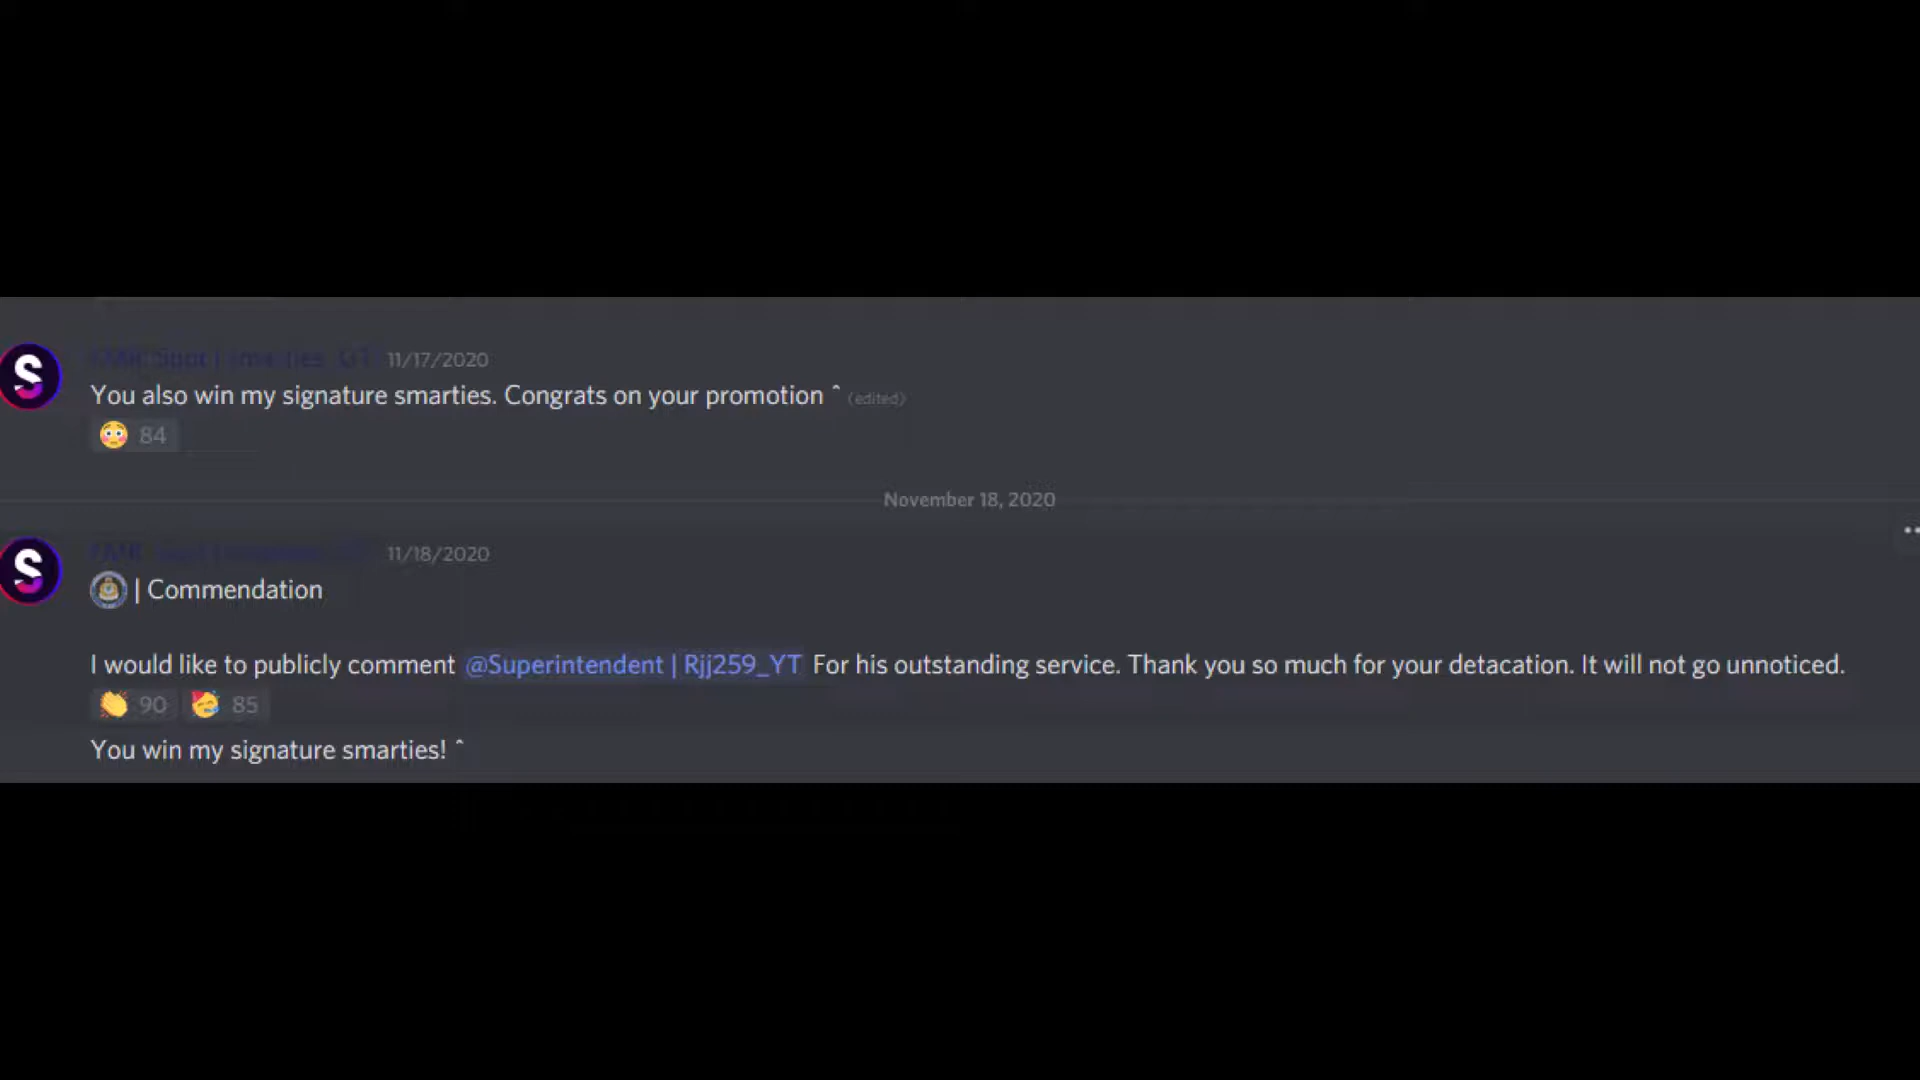 11/17/2020
You also win my signature smarties. Congrats on your promotion ^ (edited)
😳 84
November 18, 2020
11/18/2020
| Commendation
I would like to publicly comment @Superintendent | Rjj259_YT For his outstanding service. Thank you so much for your detacation. It will not go unnoticed.
👏 90 🥳 85
You win my signature smarties! ^